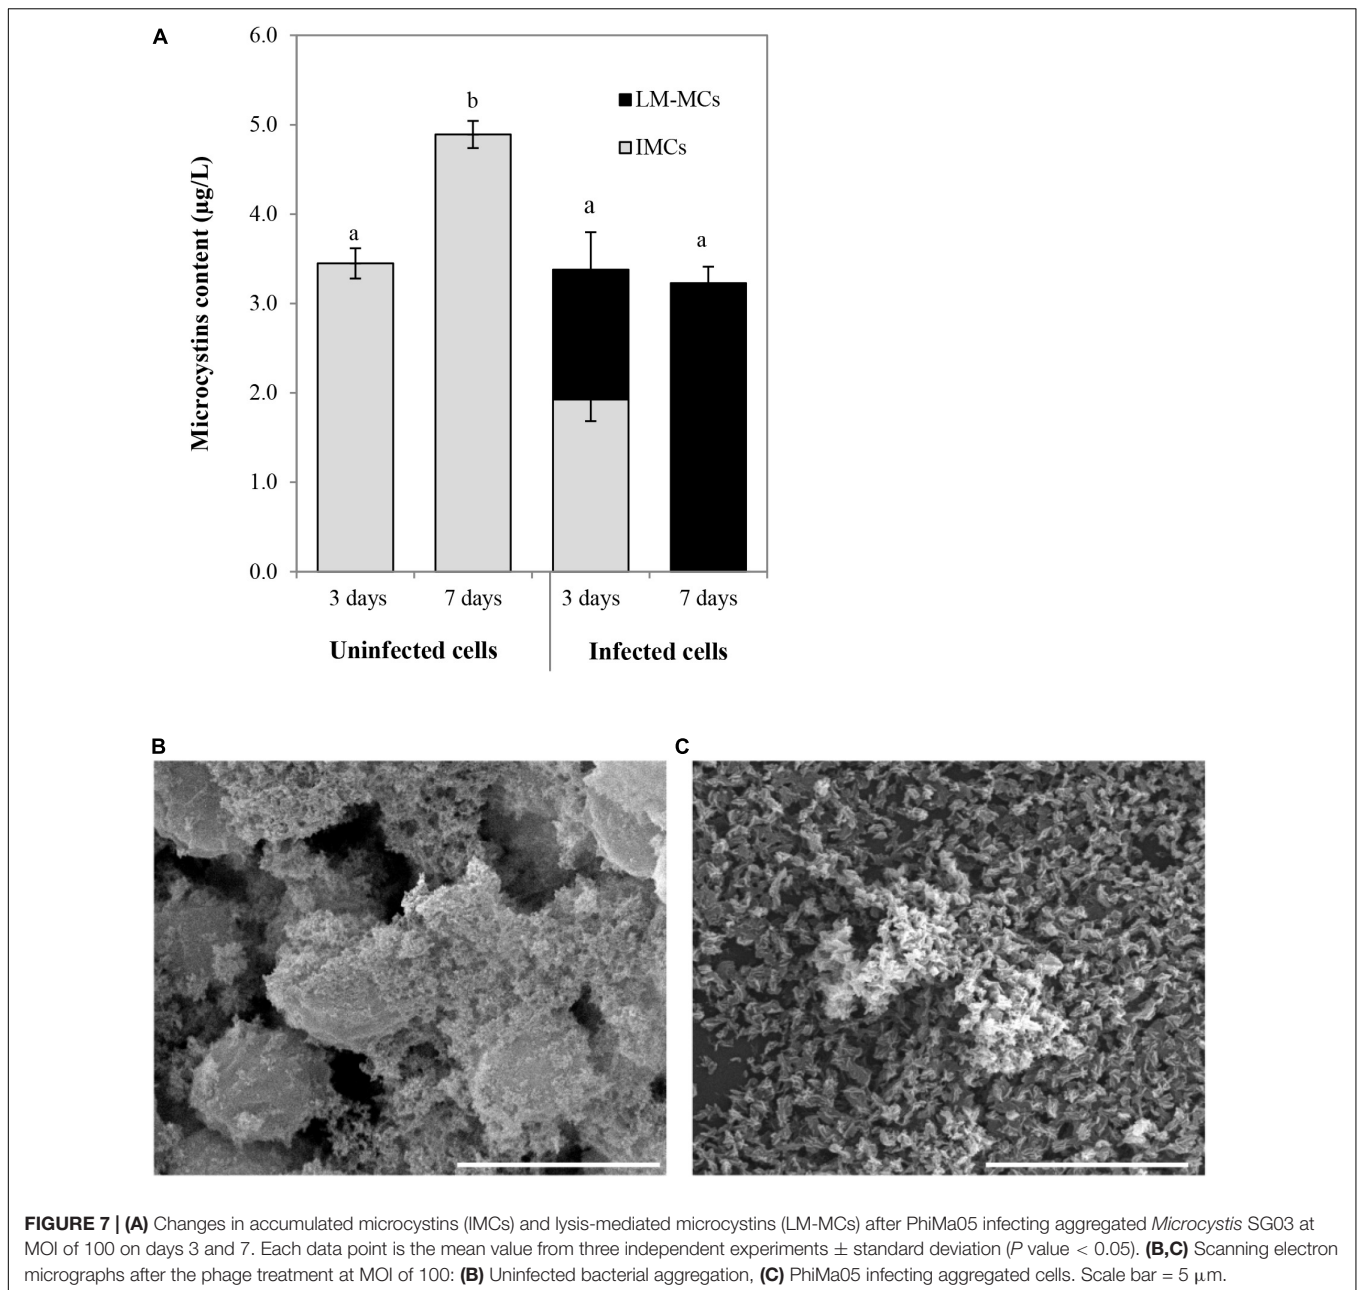 A
6.0
5.0
4.0
3.0
2.0
1.0
0.0
Microcystins content (µg/L)
a
b
a
a
LM-MCs
IMCs
3 days 7 days 3 days 7 days
Uninfected cells Infected cells
B C
FIGURE 7 | (A) Changes in accumulated microcystins (IMCs) and lysis-mediated microcystins (LM-MCs) after PhiMa05 infecting aggregated Microcystis SG03 at
MOI of 100 on days 3 and 7. Each data point is the mean value from three independent experiments ± standard deviation (P value < 0.05). (B,C) Scanning electron
micrographs after the phage treatment at MOI of 100: (B) Uninfected bacterial aggregation, (C) PhiMa05 infecting aggregated cells. Scale bar = 5 µm.